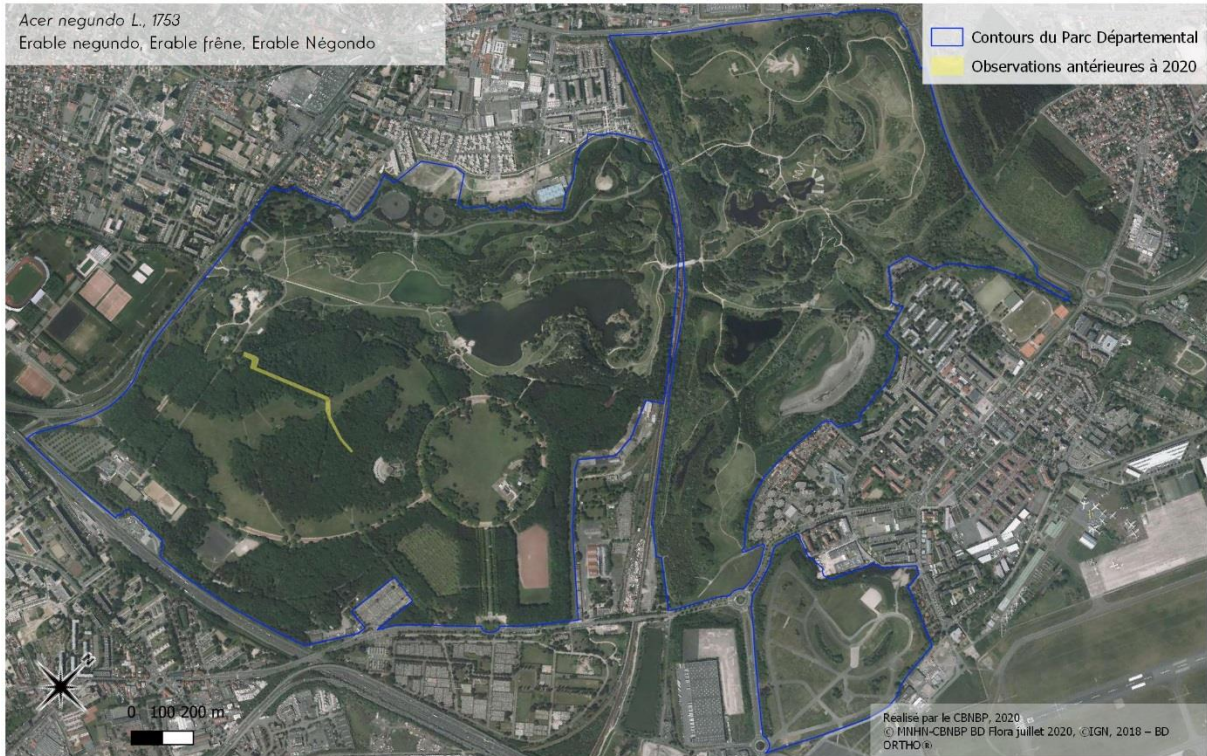 Acer negundo L., 1753
Erable negundo, Erable frêne, Erable Négondo
Contours du Parc Départemental
Observations antérieures à 2020
0 100 200 m
Réalisé par le CBNBP, 2020
© MNHN-CBNBP BD Flora juillet 2020, ©IGN, 2018 – BD
ORTHO®